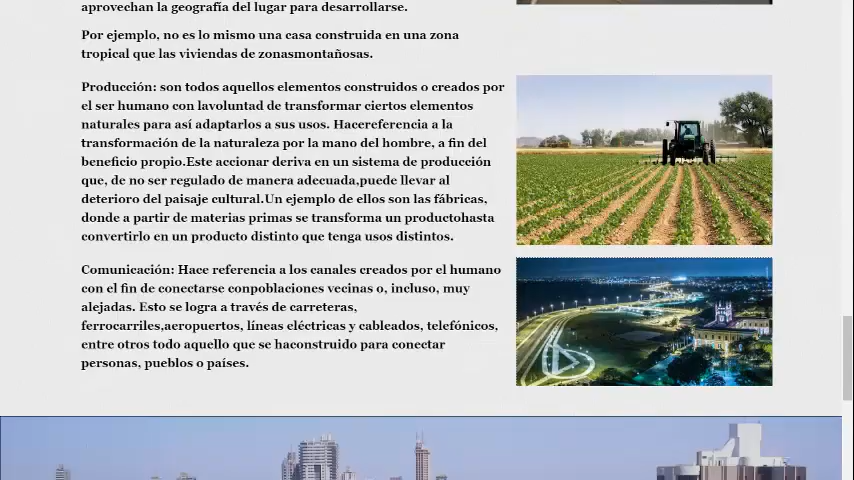 aprovechan la geografía del lugar para desarrollarse.
Por ejemplo, no es lo mismo una casa construida en una zona
tropical que las viviendas de zonasmontañosas.
Producción: son todos aquellos elementos construidos o creados por
el ser humano con lavoluntad de transformar ciertos elementos
naturales para así adaptarlos a sus usos. Hacereferencia a la
transformación de la naturaleza por la mano del hombre, a fin del
beneficio propio.Este accionar deriva en un sistema de producción
que, de no ser regulado de manera adecuada,puede llevar al
deterioro del paisaje cultural.Un ejemplo de ellos son las fábricas,
donde a partir de materias primas se transforma un productohasta
convertirlo en un producto distinto que tenga usos distintos.
Comunicación: Hace referencia a los canales creados por el humano
con el fin de conectarse conpoblaciones vecinas o, incluso, muy
alejadas. Esto se logra a través de carreteras,
ferrocarriles,aeropuertos, líneas eléctricas y cableados, telefónicos,
entre otros todo aquello que se haconstruido para conectar
personas, pueblos o países.